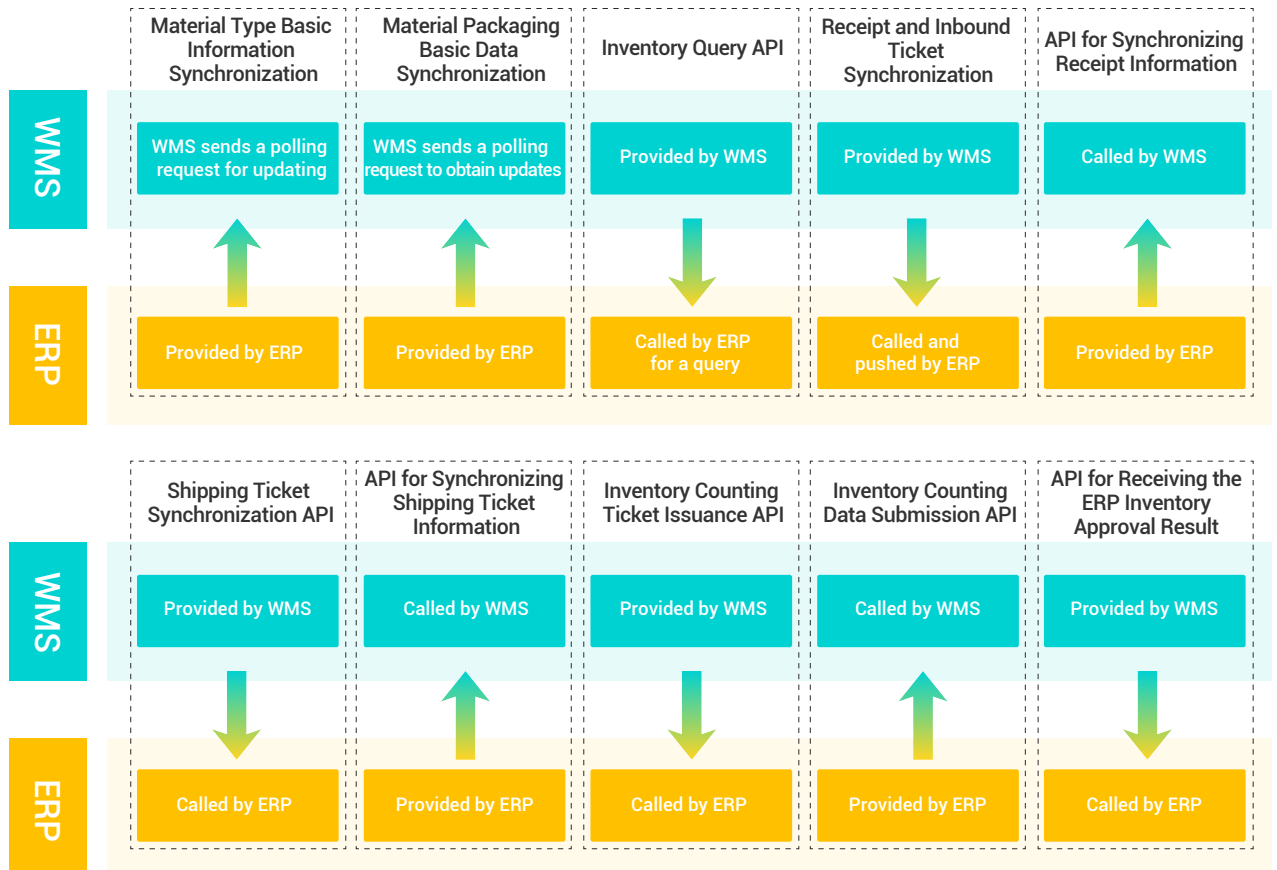 Material Type Basic
Information
Synchronization
Material Packaging
Basic Data
Synchronization
Inventory Query API
Receipt and Inbound
Ticket
Synchronization
API for Synchronizing
Receipt Information
WMS
WMS sends a polling
request for updating
WMS sends a polling
request to obtain updates
Provided by WMS
Provided by WMS
Called by WMS
ERP
Provided by ERP
Provided by ERP
Called by ERP
for a query
Called and
pushed by ERP
Provided by ERP
Shipping Ticket
Synchronization API
API for Synchronizing
Shipping Ticket
Information
Inventory Counting
Ticket Issuance API
Inventory Counting
Data Submission API
API for Receiving the
ERP Inventory
Approval Result
WMS
Provided by WMS
Called by WMS
Provided by WMS
Called by WMS
Provided by WMS
ERP
Called by ERP
Provided by ERP
Called by ERP
Provided by ERP
Called by ERP